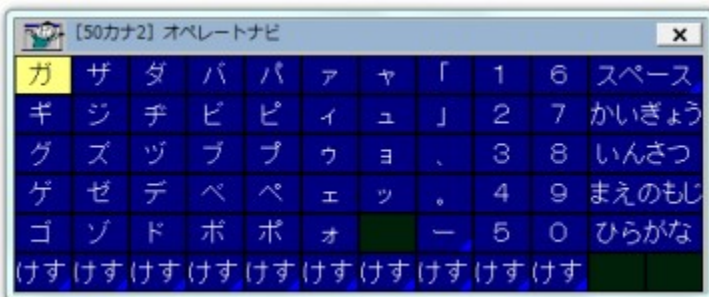 [50カナ2] オペレートナビ
ガ ザ ダ バ パ ァ ャ 「 1 6 スペース
ギ ジ ヂ ビ ピ ィ ュ 」 2 7 かいぎょう
グ ズ ヅ ブ プ ゥ ョ 、 3 8 いんさつ
ゲ ゼ デ ベ ペ ェ ッ 。 4 9 まえのもじ
ゴ ゾ ド ボ ポ ォ ー 5 0 ひらがな
けす けす けす けす けす けす けす けす けす けす